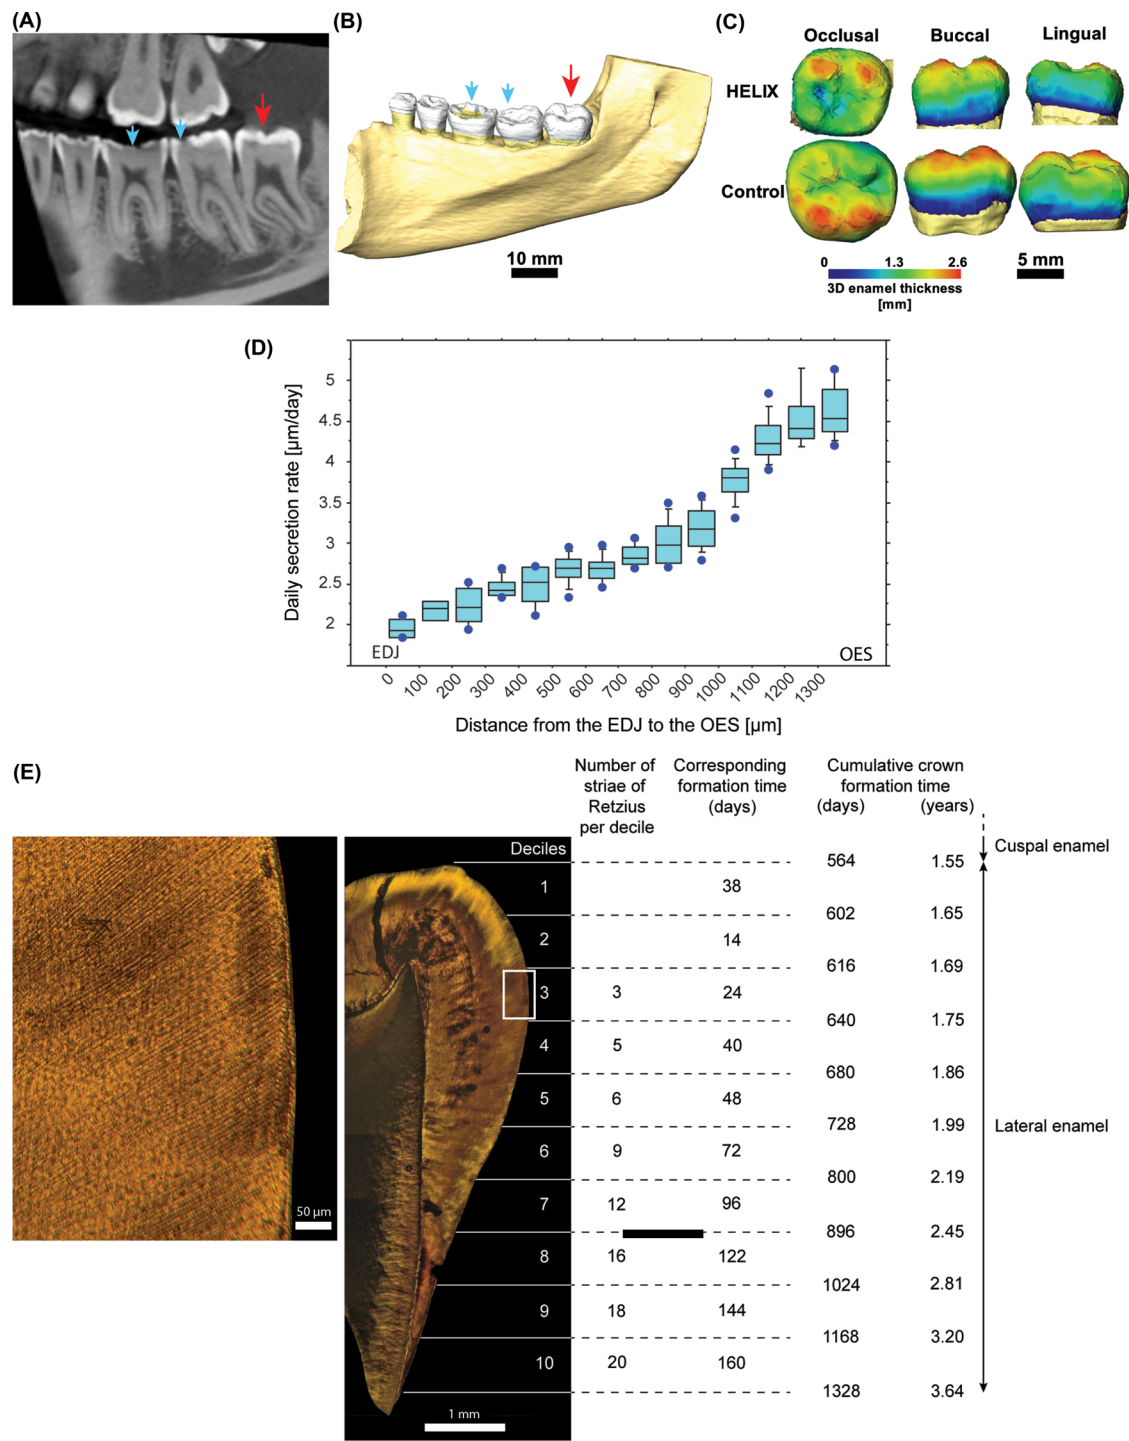 (A)
(B)
10 mm
(C)
Occlusal Buccal Lingual
HELIX
Control
0 1.3 2.6
3D enamel thickness
[mm]
5 mm
(D)
Daily secretion rate [µm/day]
5
4.5
4
3.5
3
2.5
2
EDJ
OES
0 100 200 300 400 500 600 700 800 900 1000 1100 1200 1300
Distance from the EDJ to the OES [µm]
(E)
50 µm
1 mm
Number of
striae of
Retzius
per decile
Corresponding
formation time
(days)
Cumulative crown
formation time
(days) (years)
Deciles
Cuspal enamel
564 1.55
1 38
602 1.65
2 14
616 1.69
3 3 24
640 1.75
4 5 40
680 1.86
5 6 48
728 1.99
Lateral enamel
6 9 72
800 2.19
7 12 96
896 2.45
8 16 122
1024 2.81
9 18 144
1168 3.20
10 20 160
1328 3.64